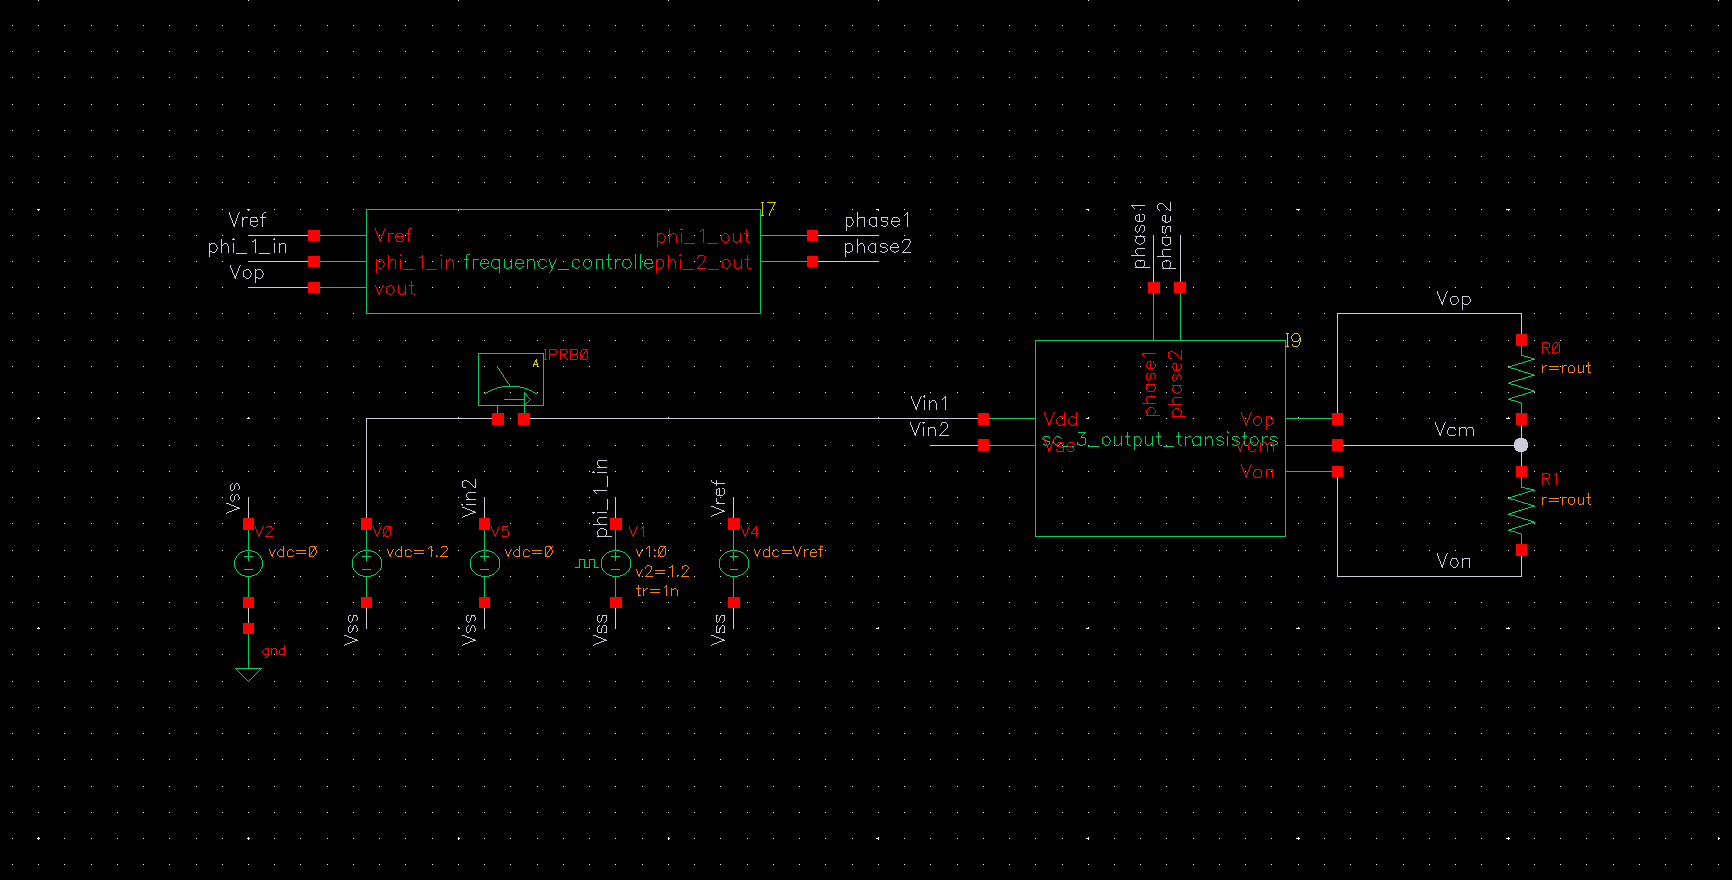 I7
Vref
phi_1_in
Vop
Vref
phi_1_in
vout
frequency_controlle
phi_1_out
phi_2_out
phase1
phase2
phase1
phase2
IPRB0
A
Vin1
Vin2
I9
phase1
phase2
Vdd
Vss
sc_3_output_transistors
Vop
Vcm
Von
Vop
R0
r=rout
Vcm
R1
r=rout
Von
Vss
V2
vdc=0
gnd
V0
vdc=1.2
Vss
Vin2
V5
vdc=0
Vss
phi_1_in
V1
v1:0
v2=1.2
tr=1n
Vss
Vref
V4
vdc=Vref
Vss